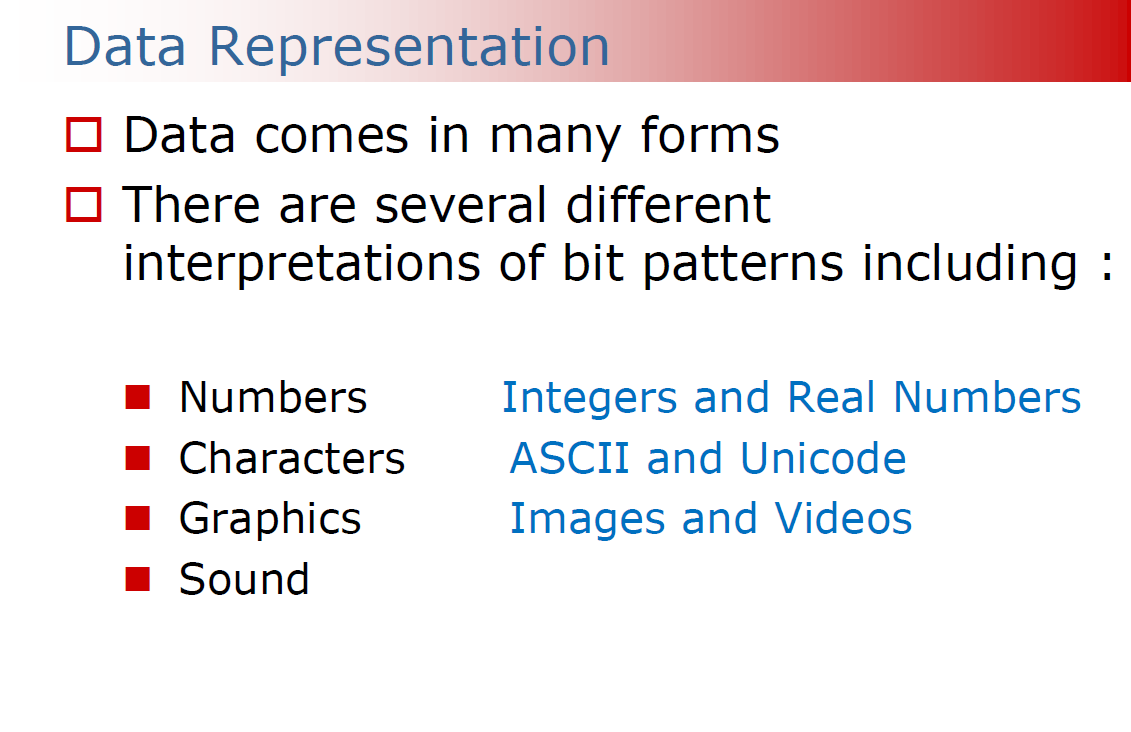 Data Representation
Data comes in many forms
There are several different
interpretations of bit patterns including :
Numbers Integers and Real Numbers
Characters ASCII and Unicode
Graphics Images and Videos
Sound